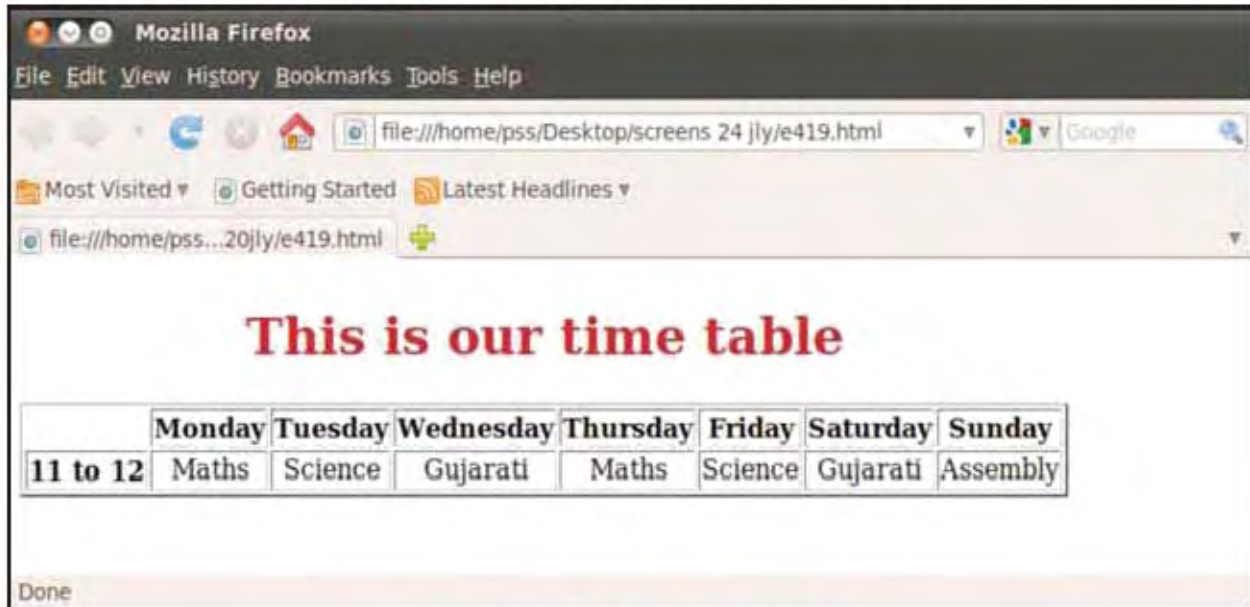 Mozilla Firefox
File Edit View History Bookmarks Tools Help
file:///home/pss/Desktop/screens 24 jly/e419.html Google
Most Visited Getting Started Latest Headlines
file:///home/pss...20jly/e419.html
This is our time table
Monday Tuesday Wednesday Thursday Friday Saturday Sunday
11 to 12 Maths Science Gujarati Maths Science Gujarati Assembly
Done